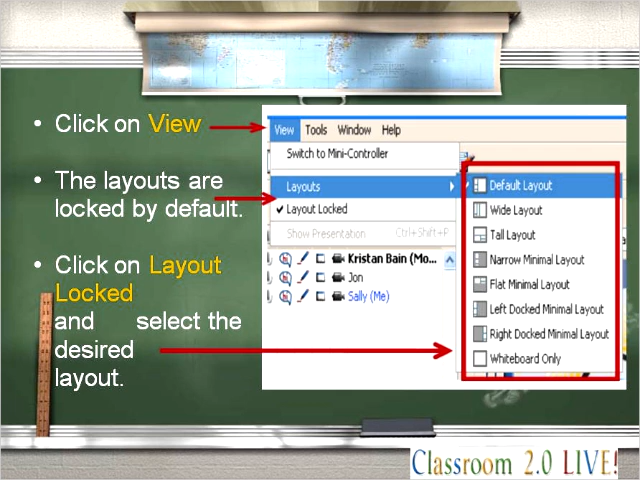 • Click on View
• The layouts are
locked by default.
• Click on Layout
Locked
and select the
desired
layout.
View Tools Window Help
Switch to Mini-Controller
Layouts
✓ Layout Locked
Show Presentation Ctrl+Shift+P
Kristan Bain (Mo...
Jon
Sally (Me)
Default Layout
Wide Layout
Tall Layout
Narrow Minimal Layout
Flat Minimal Layout
Left Docked Minimal Layout
Right Docked Minimal Layout
Whiteboard Only
Classroom 2.0 LIVE!